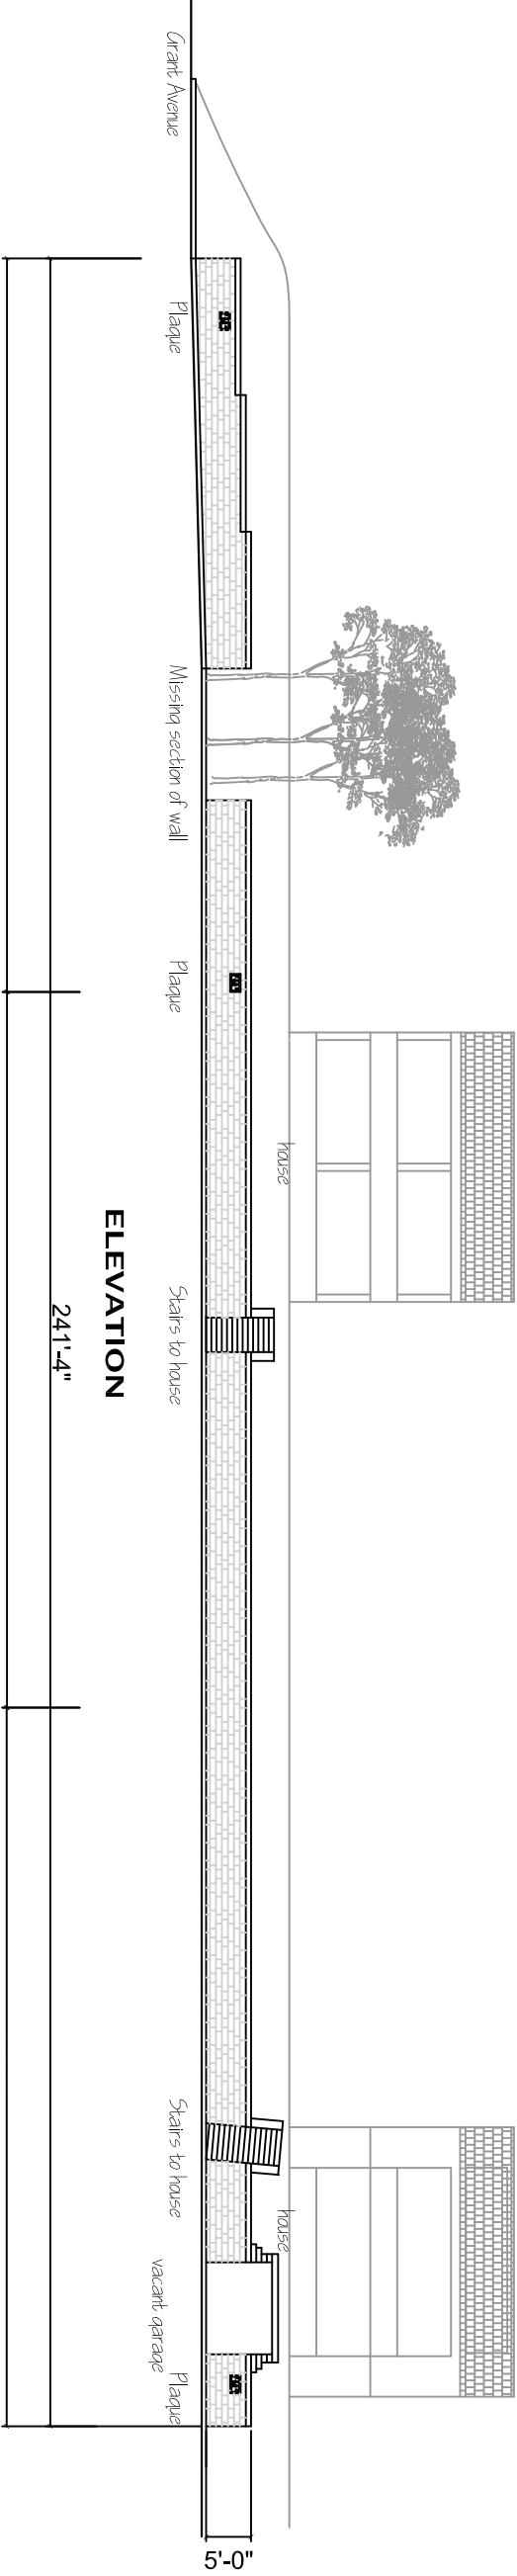 Grant Avenue
Plaque
Missing section of wall
Plaque
house
Stairs to house
Stairs to house
house
vacant garage
Plaque
5'-0"
ELEVATION
241'-4"